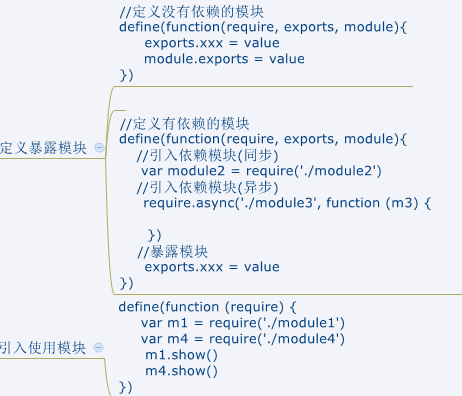 //定义没有依赖的模块
define(function(require, exports, module){
exports.xxx = value
module.exports = value
})
定义暴露模块
//定义有依赖的模块
define(function(require, exports, module){
//引入依赖模块(同步)
var module2 = require('./module2')
//引入依赖模块(异步)
require.async('./module3', function (m3) {
})
//暴露模块
exports.xxx = value
})
引入使用模块
define(function (require) {
var m1 = require('./module1')
var m4 = require('./module4')
m1.show()
m4.show()
})